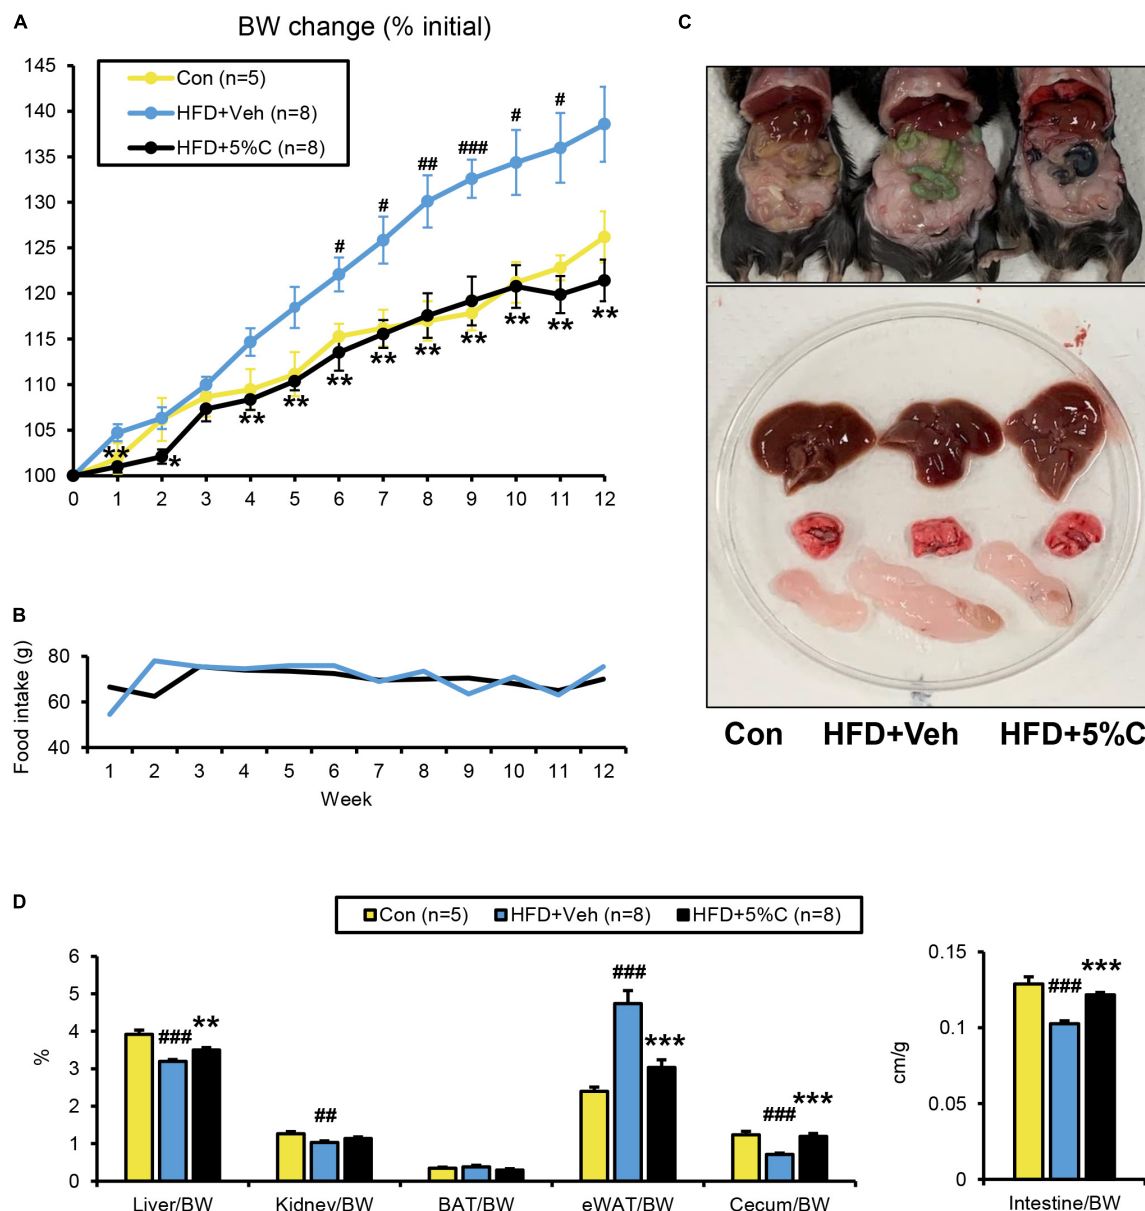 A
BW change (% initial)
C
145
140
135
130
125
120
115
110
105
100
Con (n=5)
HFD+Veh (n=8)
HFD+5%C (n=8)
# # ## ### # #
** * ** ** ** ** ** ** ** ** **
0 1 2 3 4 5 6 7 8 9 10 11 12
B
Food intake (g)
80
60
40
1 2 3 4 5 6 7 8 9 10 11 12
Week
Con HFD+Veh HFD+5%C
D
Con (n=5) HFD+Veh (n=8) HFD+5%C (n=8)
%
6
5
4
3
2
1
0
### **
##
### ***
### ***
Liver/BW Kidney/BW BAT/BW eWAT/BW Cecum/BW
cm/g
0.15
0.1
0.05
0
### ***
Intestine/BW